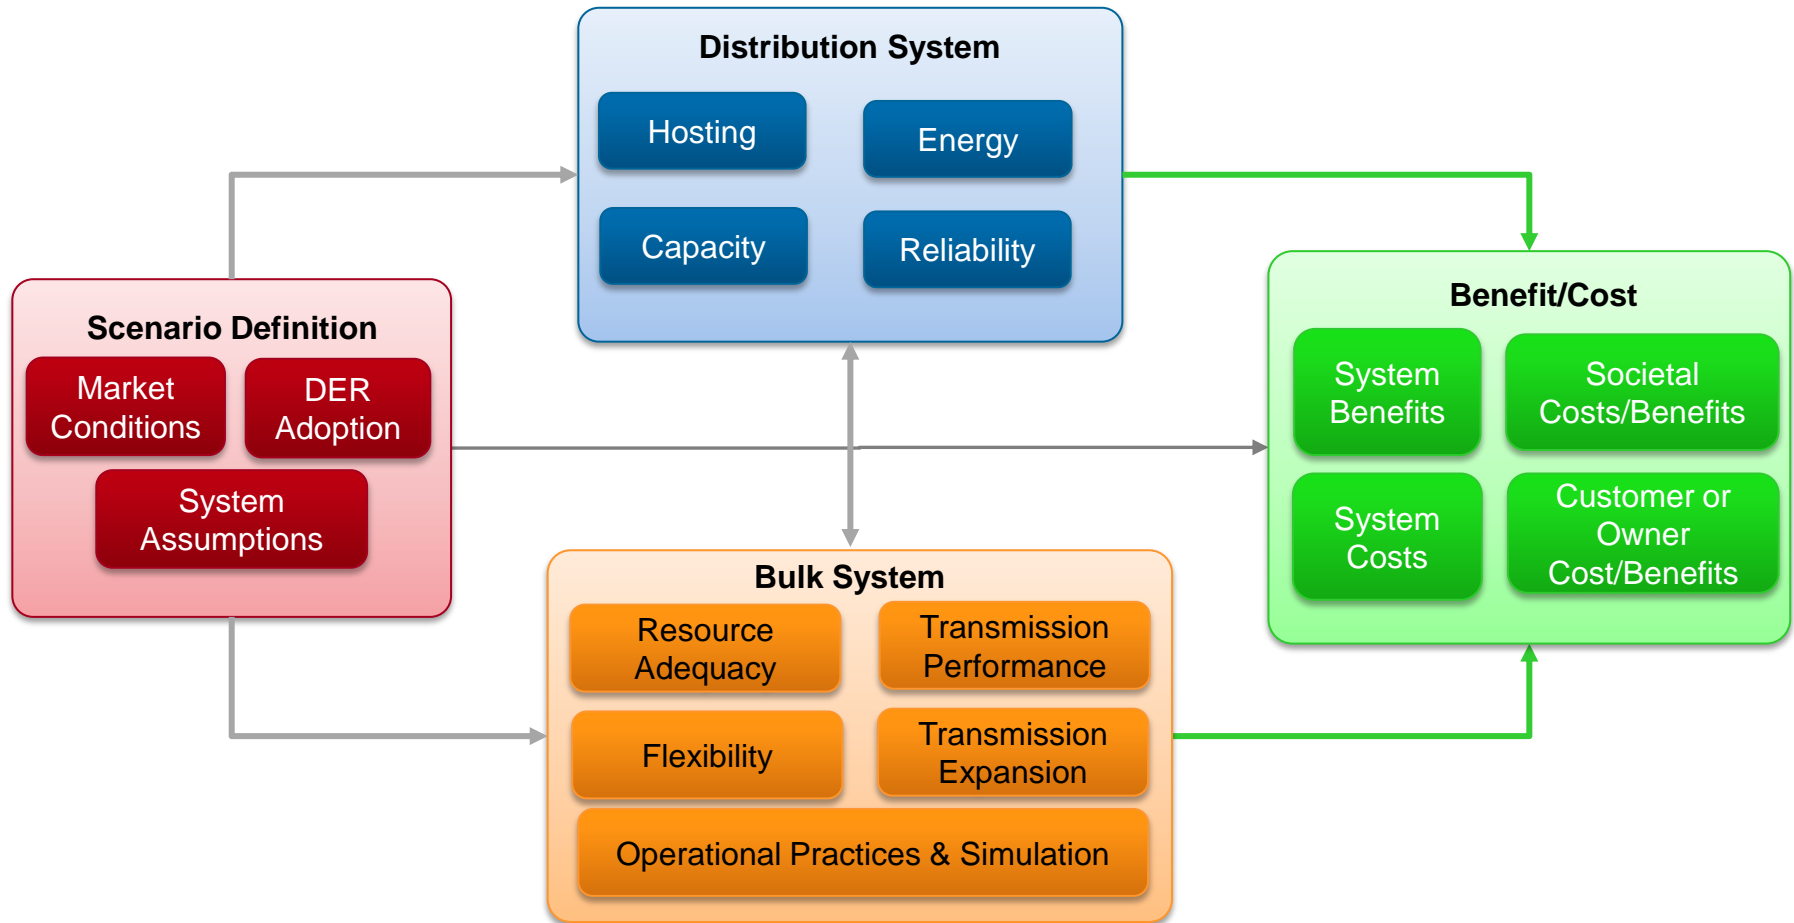 Distribution System
Hosting
Energy
Capacity
Reliability
Scenario Definition
Market
Conditions
DER
Adoption
System
Assumptions
Bulk System
Resource
Adequacy
Transmission
Performance
Flexibility
Transmission
Expansion
Operational Practices & Simulation
Benefit/Cost
System
Benefits
Societal
Costs/Benefits
System
Costs
Customer or
Owner
Cost/Benefits